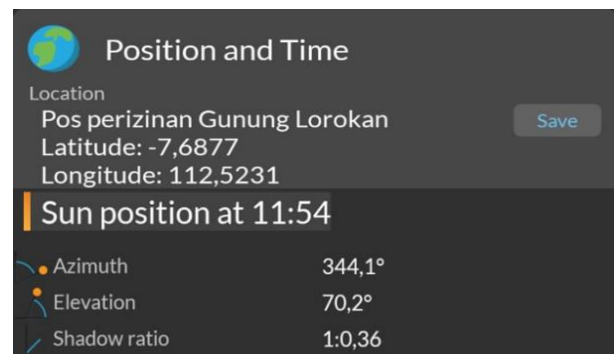 Position and Time
Location
Pos perizinan Gunung Lorokan
Save
Latitude: -7,6877
Longitude: 112,5231
Sun position at 11:54
Azimuth 344,1°
Elevation 70,2°
Shadow ratio 1:0,36